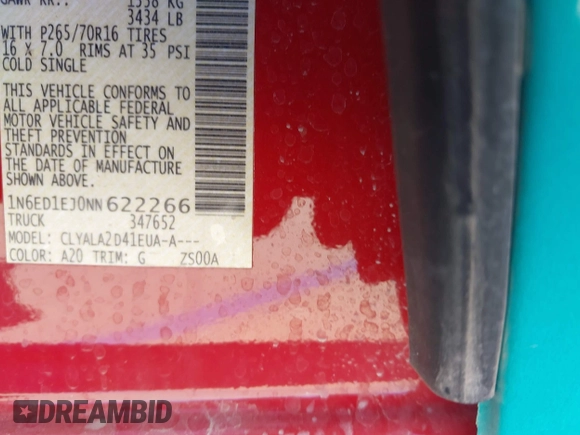 GAWR RR.: 1558 KG
3434 LB
WITH P265/70R16 TIRES
16 X 7.0 RIMS AT 35 PSI
COLD SINGLE
THIS VEHICLE CONFORMS TO
ALL APPLICABLE FEDERAL
MOTOR VEHICLE SAFETY AND
THEFT PREVENTION
STANDARDS IN EFFECT ON
THE DATE OF MANUFACTURE
SHOWN ABOVE.
1N6ED1EJ0NN622266
TRUCK 347652
MODEL: CLYALA2D41EUA-A---
COLOR: A20 TRIM: G ZS00A
DREAMBID